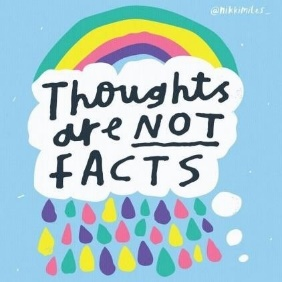 @nikkimiles_
Thoughts
are NOT
FACTS